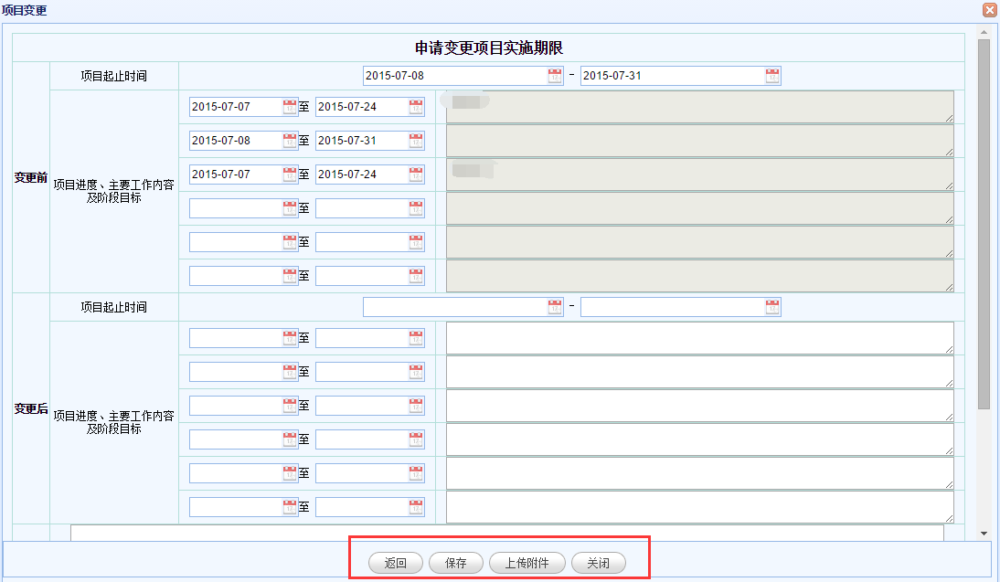 项目变更
申请变更项目实施期限
项目起止时间 2015-07-08 - 2015-07-31
2015-07-07 至 2015-07-24
2015-07-08 至 2015-07-31
变更前
项目进度、主要工作内容
及阶段目标
2015-07-07 至 2015-07-24
至
至
至
项目起止时间 -
至
至
至
变更后
项目进度、主要工作内容
及阶段目标
至
至
至
返回 保存 上传附件 关闭